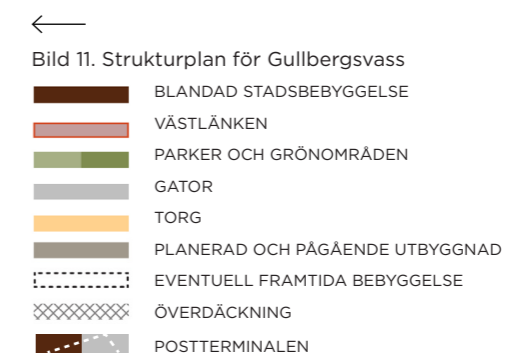 Bild 11. Strukturplan för Gullbergsvass
BLANDAD STADSBEBYGGELSE
VÄSTLÄNKEN
PARKER OCH GRÖNOMRÅDEN
GATOR
TORG
PLANERAD OCH PÅGÅENDE UTBYGGNAD
EVENTUELL FRAMTIDA BEBYGGELSE
ÖVERDÄCKNING
POSTTERMINALEN